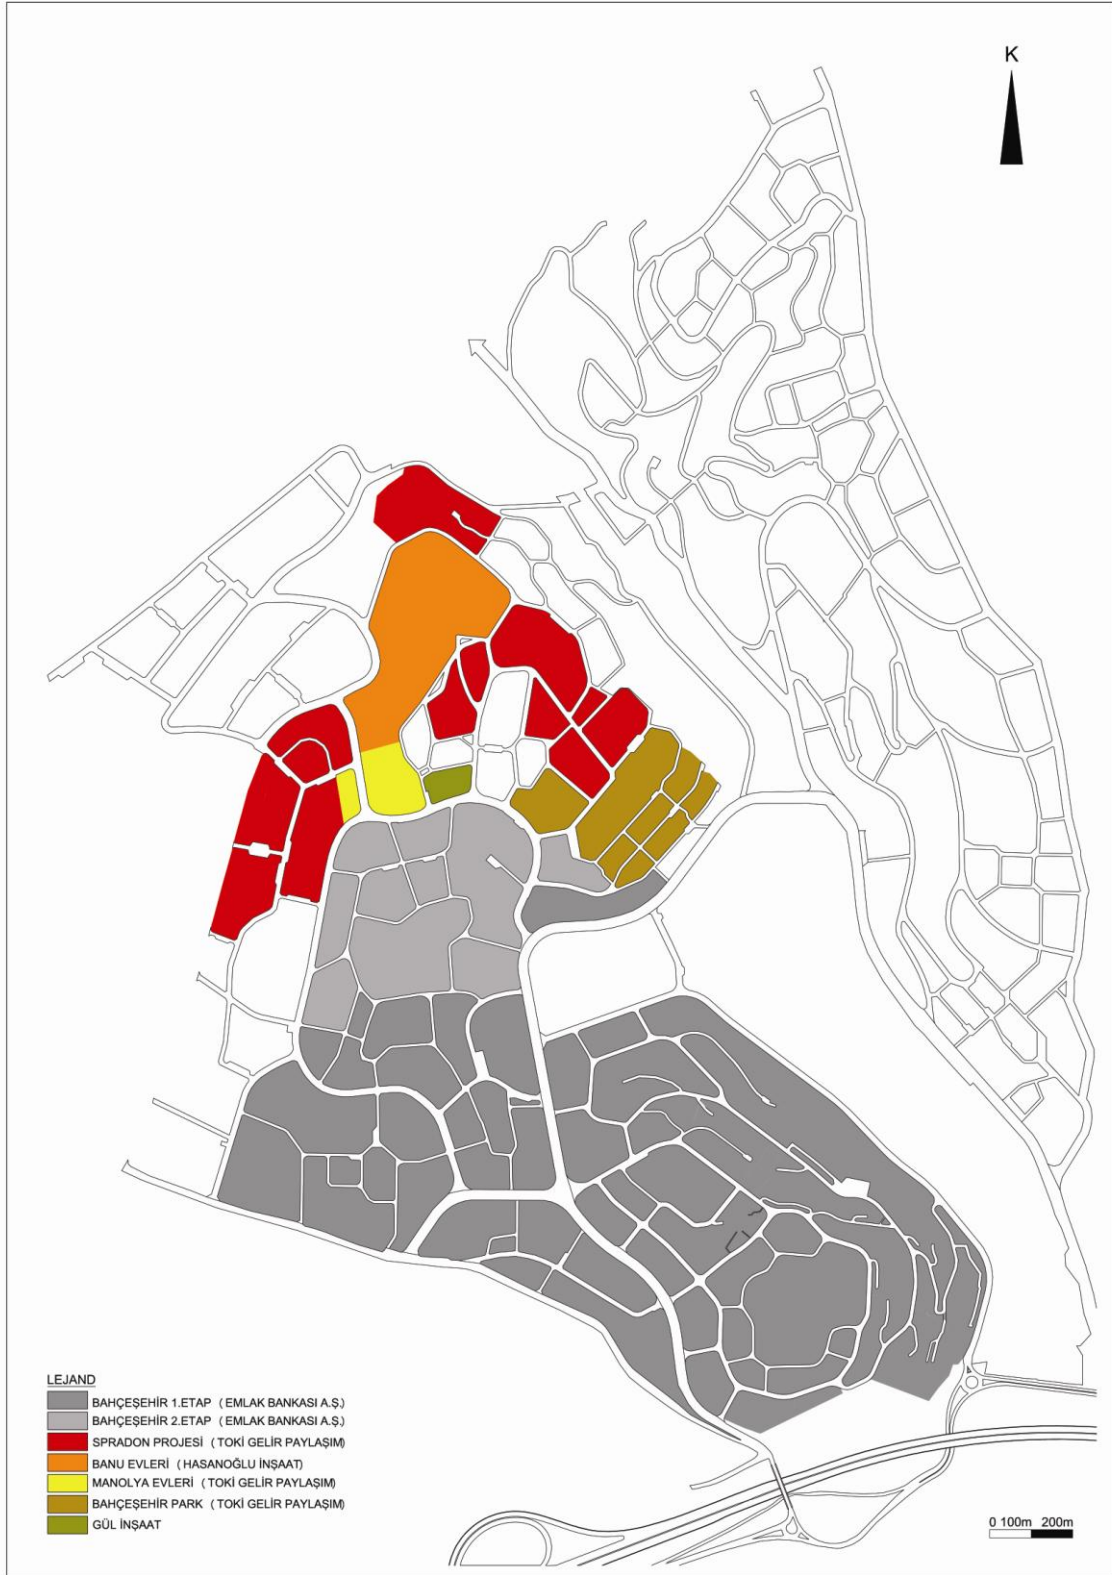 K
LEJAND
BAHÇEŞEHİR 1.ETAP ( EMLAK BANKASI A.Ş.)
BAHÇEŞEHİR 2.ETAP ( EMLAK BANKASI A.Ş.)
SPRADON PROJESİ ( TOKİ GELİR PAYLAŞIM)
BANU EVLERİ ( HASANOĞLU İNŞAAT)
MANOLYA EVLERİ ( TOKİ GELİR PAYLAŞIM)
BAHÇEŞEHİR PARK ( TOKİ GELİR PAYLAŞIM)
GÜL İNŞAAT
0 100m 200m